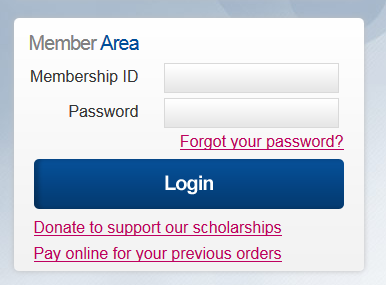 Member Area
Membership ID
Password
Forgot your password?
Login
Donate to support our scholarships
Pay online for your previous orders